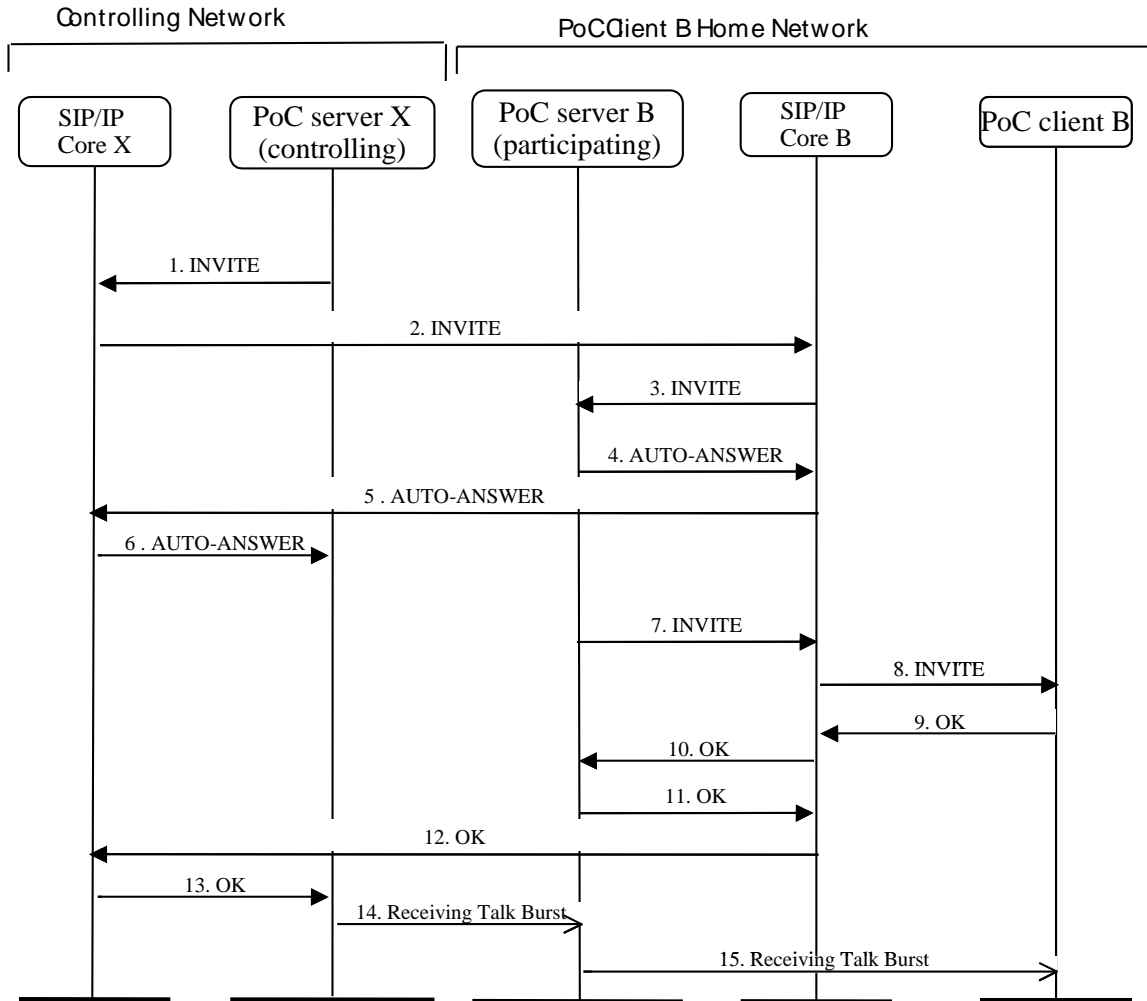 Controlling Network
PoCClient B Home Network
SIP/IP
Core X
PoC server X
(controlling)
PoC server B
(participating)
SIP/IP
Core B
PoC client B
1. INVITE
2. INVITE
3. INVITE
4. AUTO-ANSWER
5 . AUTO-ANSWER
6 . AUTO-ANSWER
7. INVITE
8. INVITE
9. OK
10. OK
11. OK
12. OK
13. OK
14. Receiving Talk Burst
15. Receiving Talk Burst